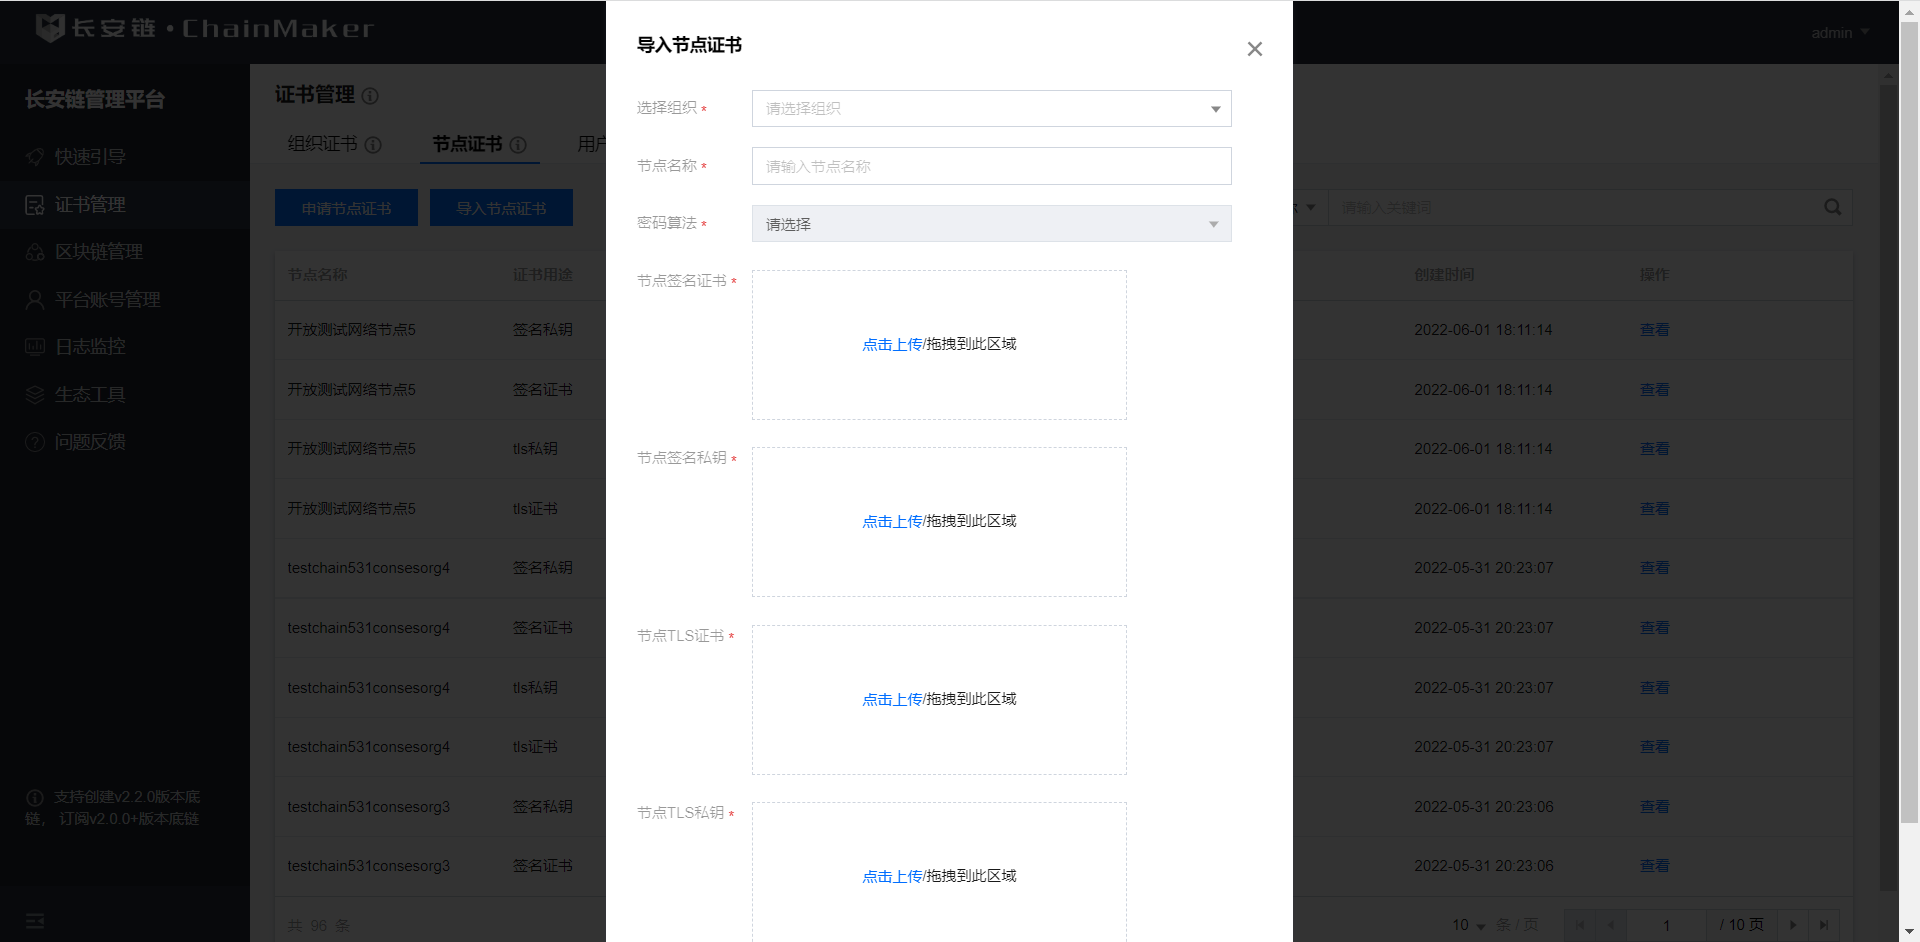 长安链·ChainMaker
admin
长安链管理平台
快速引导
证书管理
区块链管理
平台账号管理
日志监控
生态工具
问题反馈
支持创建v2.2.0版本底
链， 订阅v2.0.0+版本底链
证书管理
组织证书 节点证书 用户
申请节点证书 导入节点证书
请输入关键词
节点名称 证书用途 创建时间 操作
开放测试网络节点5 签名私钥 2022-06-01 18:11:14 查看
开放测试网络节点5 签名证书 2022-06-01 18:11:14 查看
开放测试网络节点5 tls私钥 2022-06-01 18:11:14 查看
开放测试网络节点5 tls证书 2022-06-01 18:11:14 查看
testchain531consesorg4 签名私钥 2022-05-31 20:23:07 查看
testchain531consesorg4 签名证书 2022-05-31 20:23:07 查看
testchain531consesorg4 tls私钥 2022-05-31 20:23:07 查看
testchain531consesorg4 tls证书 2022-05-31 20:23:07 查看
testchain531consesorg3 签名私钥 2022-05-31 20:23:06 查看
testchain531consesorg3 签名证书 2022-05-31 20:23:06 查看
共 96 条
10 条 / 页 1 / 10 页
导入节点证书
选择组织 * 请选择组织
节点名称 * 请输入节点名称
密码算法 * 请选择
节点签名证书 *
点击上传/拖拽到此区域
节点签名私钥 *
点击上传/拖拽到此区域
节点TLS证书 *
点击上传/拖拽到此区域
节点TLS私钥 *
点击上传/拖拽到此区域